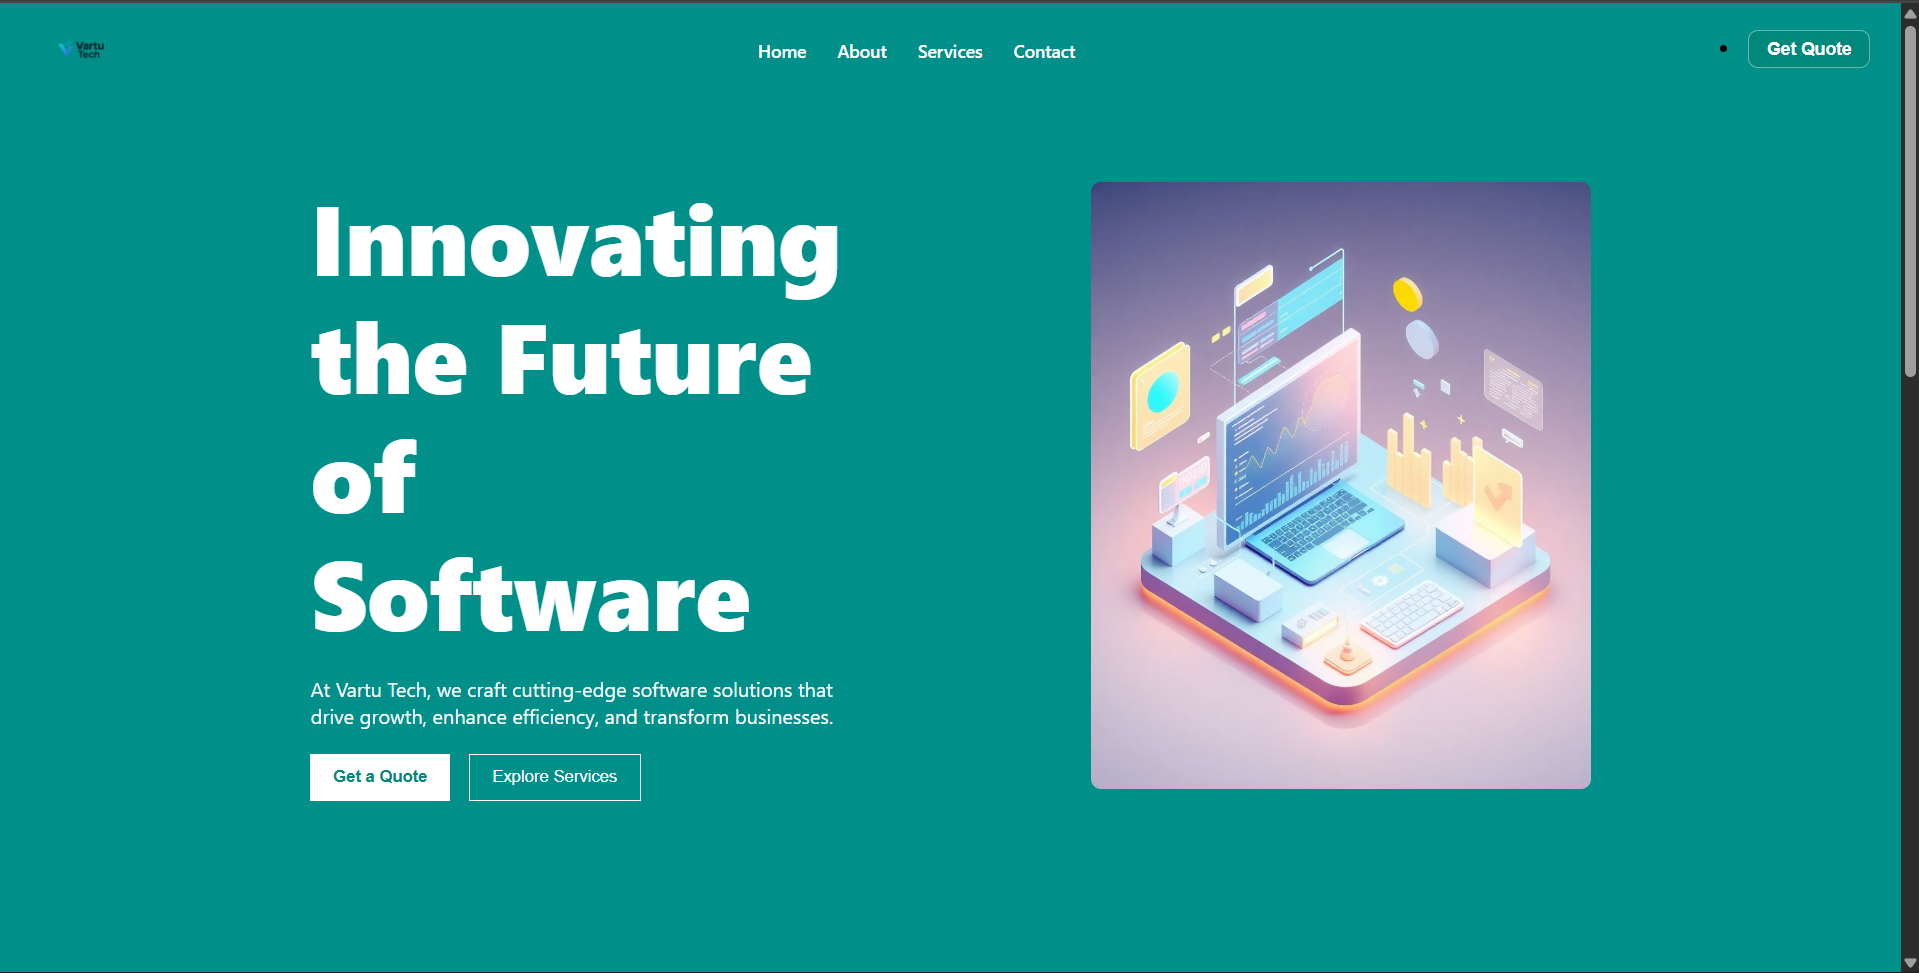 Vartu
Tech
Home About Services Contact
Get Quote
Innovating
the Future
of
Software
At Vartu Tech, we craft cutting-edge software solutions that
drive growth, enhance efficiency, and transform businesses.
Get a Quote
Explore Services